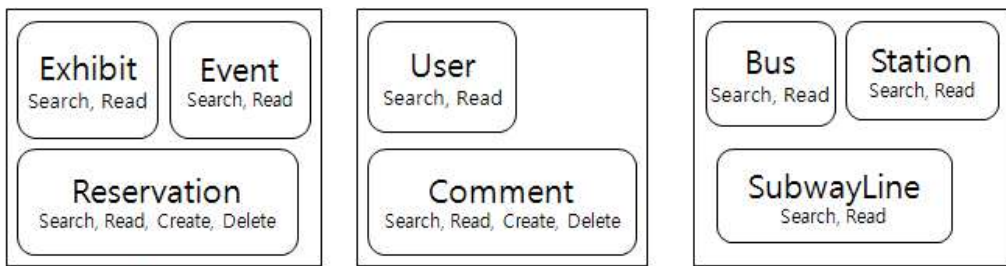 Exhibit
Search, Read
Event
Search, Read
Reservation
Search, Read, Create, Delete
User
Search, Read
Comment
Search, Read, Create, Delete
Bus
Search, Read
Station
Search, Read
SubwayLine
Search, Read